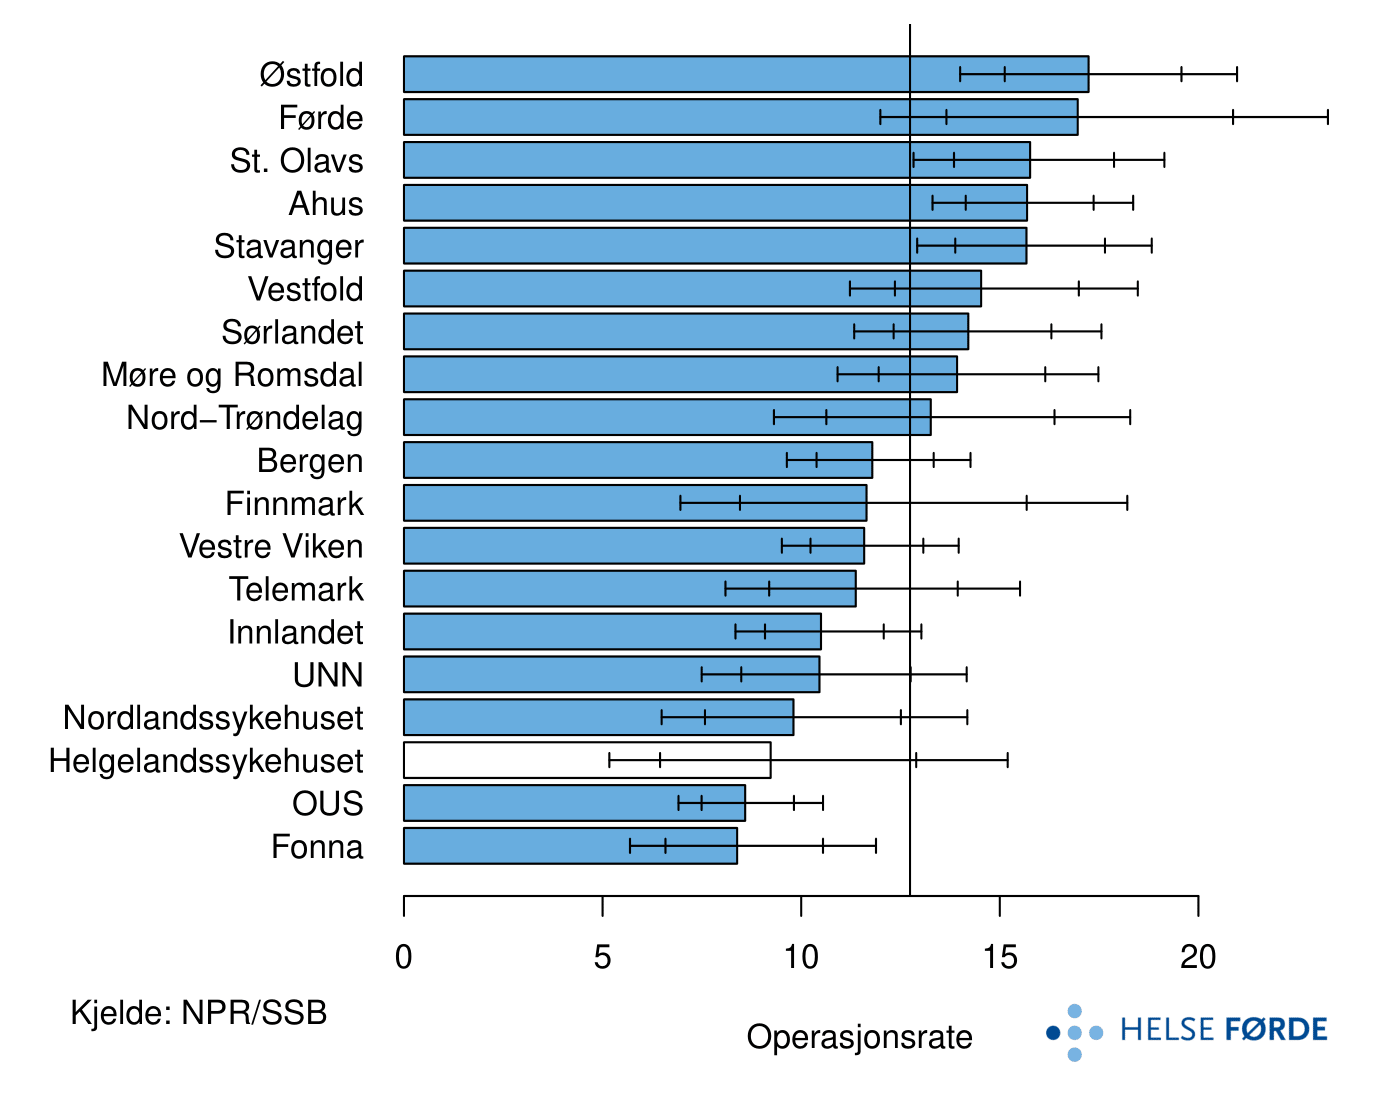 Østfold
Førde
St. Olavs
Ahus
Stavanger
Vestfold
Sørlandet
Møre og Romsdal
Nord−Trøndelag
Bergen
Finnmark
Vestre Viken
Telemark
Innlandet
UNN
Nordlandssykehuset
Helgelandssykehuset
OUS
Fonna
0 5 10 15 20
Kjelde: NPR/SSB
Operasjonsrate
HELSE FØRDE